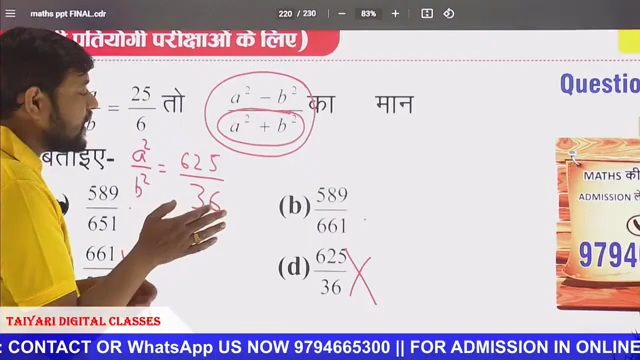 maths ppt FINAL.cdr 220 / 230 83%
प्रतियोगी परीक्षाओं के लिए)
Questio
= 25/6 तो a² − b² / a² + b² का मान
बताइए- a²/b² = 625/36
589/651
(b) 589/661
661
(d) 625/36
MATHS की
ADMISSION
9794
TAIYARI DIGITAL CLASSES
: CONTACT OR WhatsApp US NOW 9794665300 || FOR ADMISSION IN ONLINE